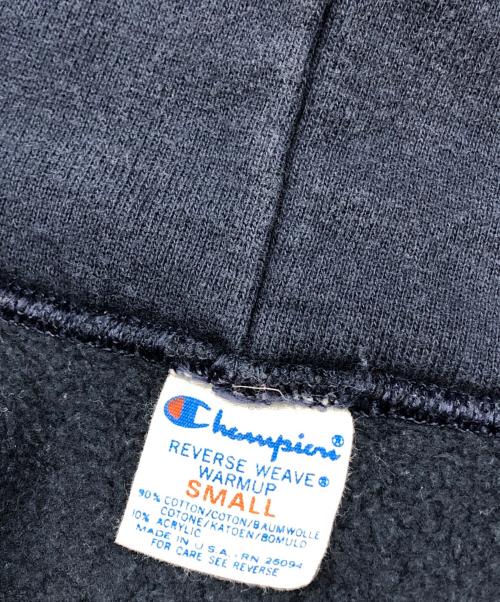 Champion®
REVERSE WEAVE®
WARMUP
SMALL
90% COTTON/COTON/BAUMWOLLE
COTONE/KATOEN/BOMULD
10% ACRYLIC
MADE IN U.S.A. RN 26094
FOR CARE SEE REVERSE